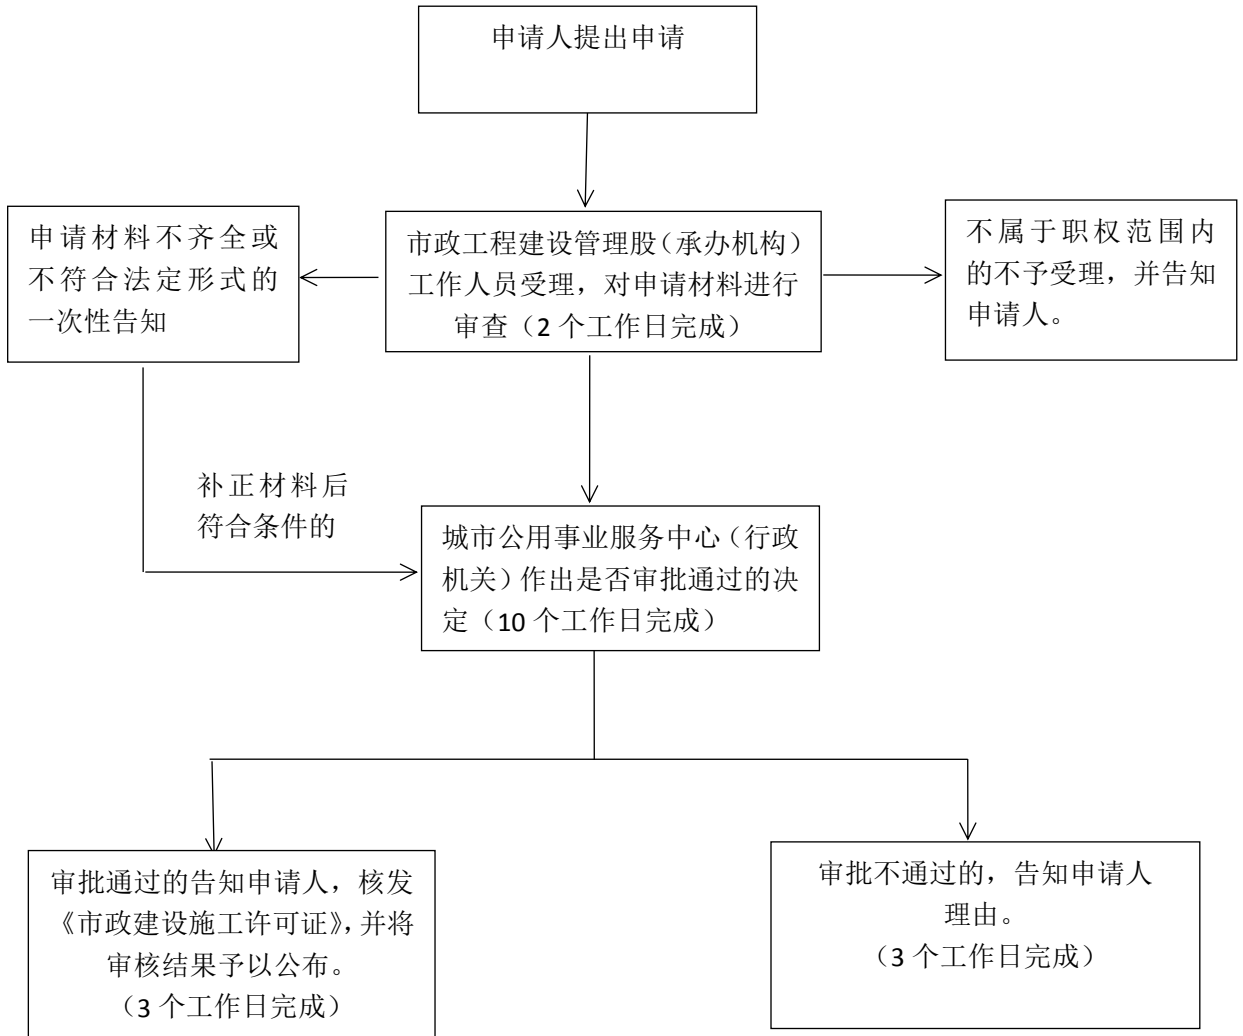 申请人提出申请
申请材料不齐全或
不符合法定形式的
一次性告知
市政工程建设管理股（承办机构）
工作人员受理，对申请材料进行
审查（2 个工作日完成）
不属于职权范围内
的不予受理，并告知
申请人。
补正材料后
符合条件的
城市公用事业服务中心（行政
机关）作出是否审批通过的决
定（10 个工作日完成）
审批通过的告知申请人，核发
《市政建设施工许可证》，并将
审核结果予以公布。
（3 个工作日完成）
审批不通过的，告知申请人
理由。
（3 个工作日完成）